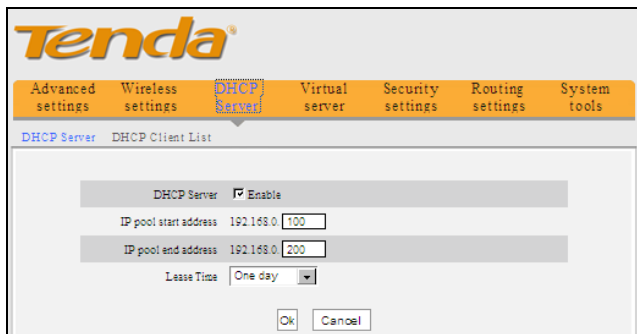 Tenda®
Advanced settings Wireless settings DHCP Server Virtual server Security settings Routing settings System tools
DHCP Server DHCP Client List
DHCP Server Enable
IP pool start address 192.168.0. 100
IP pool end address 192.168.0. 200
Lease Time One day
Ok Cancel